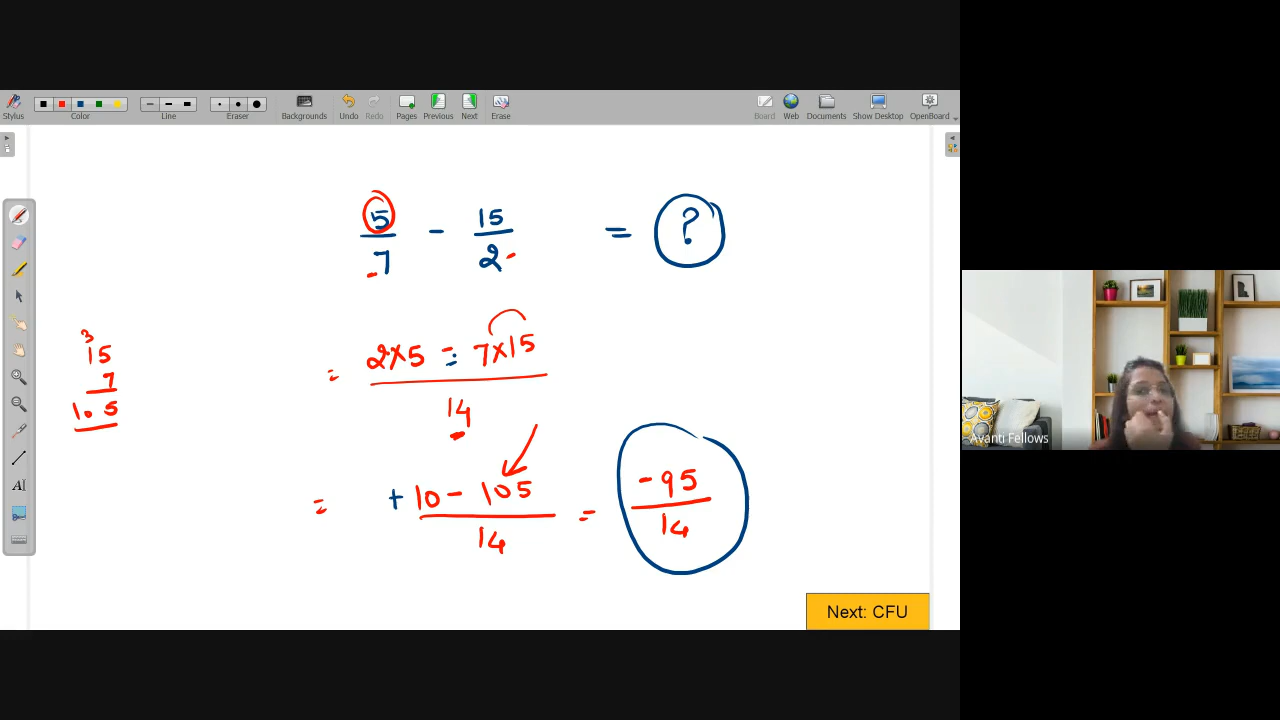 Stylus Color Line Eraser Backgrounds Undo Redo Pages Previous Next Erase Board Web Documents Show Desktop OpenBoard
5/7 - 15/2 = ?
3
15
7
105
= 2×5 - 7×15 / 14
= +10 - 105 / 14 = -95/14
Avanti Fellows
Next: CFU